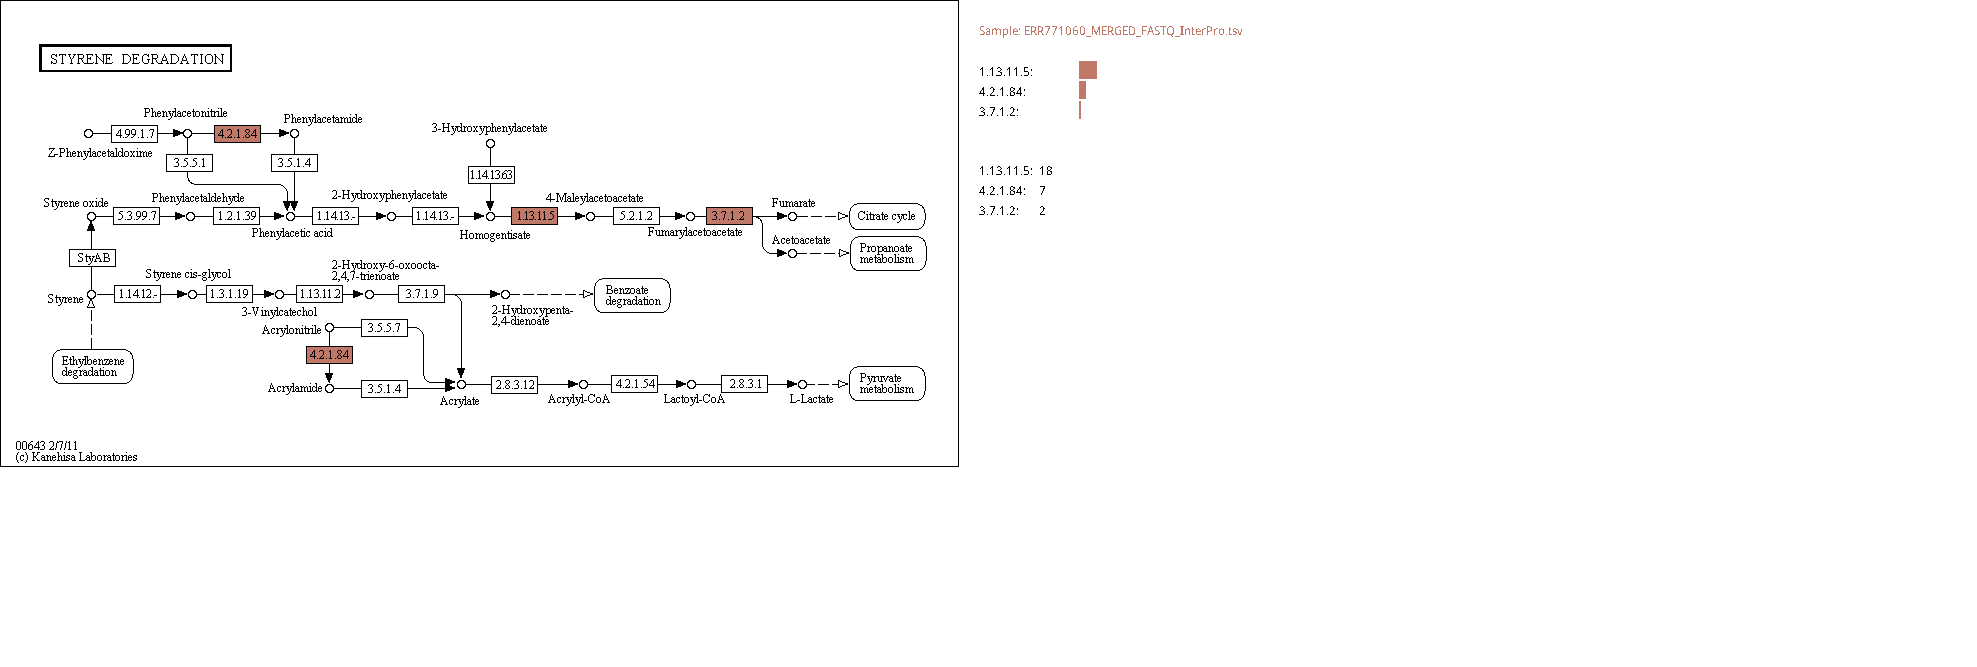 STYRENE DEGRADATION
Sample: ERR771060_MERGED_FASTQ_InterPro.tsv
1.13.11.5:
4.2.1.84:
3.7.1.2:
1.13.11.5: 18
4.2.1.84: 7
3.7.1.2: 2
Phenylacetonitrile
Phenylacetamide
4.99.1.7
4.2.1.84
Z-Phenylacetaldoxime
3.5.5.1
3.5.1.4
3-Hydroxyphenylacetate
1.14.13.63
Styrene oxide
Phenylacetaldehyde
2-Hydroxyphenylacetate
4-Maleylacetoacetate
Fumarate
5.3.99.7
1.2.1.39
1.14.13.-
1.14.13.-
1.13.11.5
5.2.1.2
3.7.1.2
Citrate cycle
Phenylacetic acid
Homogentisate
Fumarylacetoacetate
Acetoacetate
Propanoate
metabolism
StyAB
Styrene cis-glycol
2-Hydroxy-6-oxoocta-
2,4,7-trienoate
Styrene
1.14.12.-
1.3.1.19
1.13.11.2
3.7.1.9
Benzoate
degradation
3-Vinylcatechol
2-Hydroxypenta-
2,4-dienoate
Acrylonitrile
3.5.5.7
4.2.1.84
Ethylbenzene
degradation
Acrylamide
3.5.1.4
2.8.3.12
4.2.1.54
2.8.3.1
Pyruvate
metabolism
Acrylate
Acrylyl-CoA
Lactoyl-CoA
L-Lactate
00643 2/7/11
(c) Kanehisa Laboratories